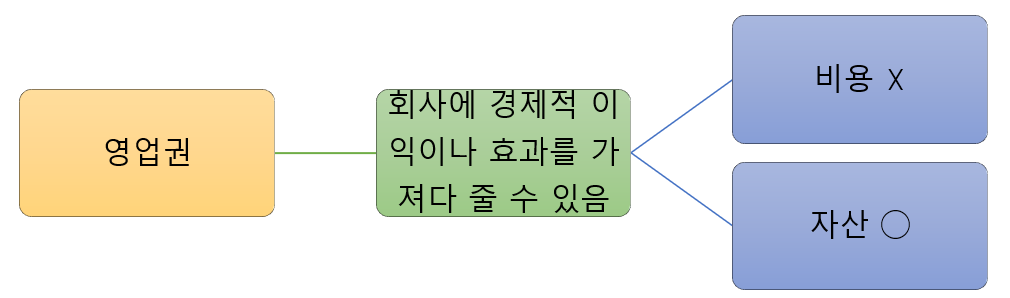 영업권
회사에 경제적 이
익이나 효과를 가
져다 줄 수 있음
비용 X
자산 ○